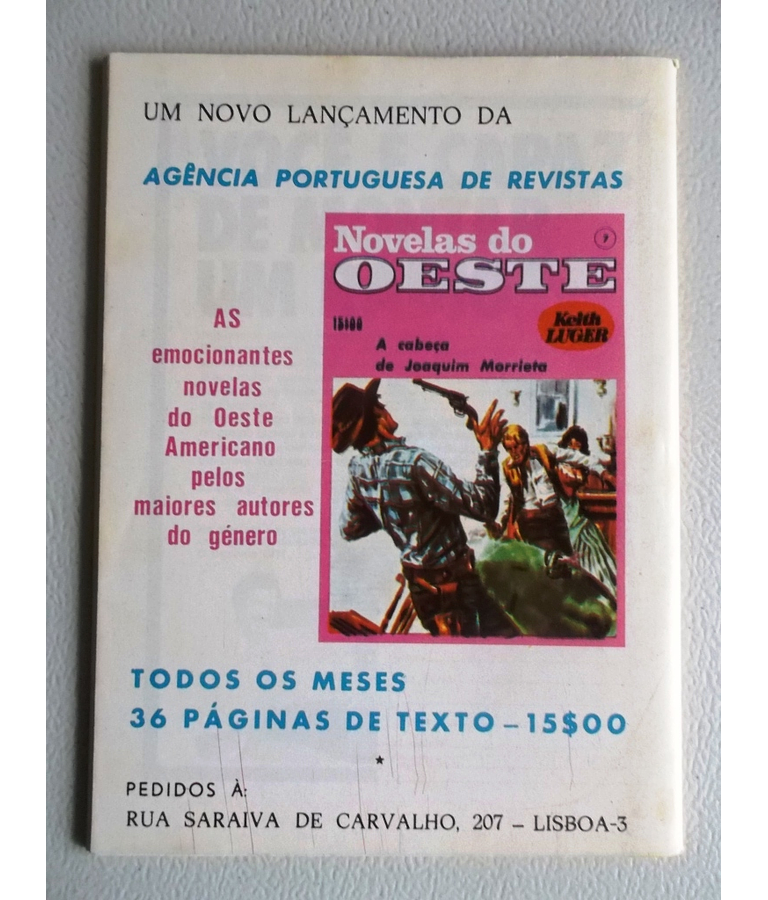 UM NOVO LANÇAMENTO DA
AGÊNCIA PORTUGUESA DE REVISTAS
Novelas do
OESTE
15$00
Keith
LUGER
A cabeça
de Joaquim Morrieta
AS
emocionantes
novelas
do Oeste
Americano
pelos
maiores autores
do género
TODOS OS MESES
36 PÁGINAS DE TEXTO – 15$00
PEDIDOS À:
RUA SARAIVA DE CARVALHO, 207 – LISBOA-3